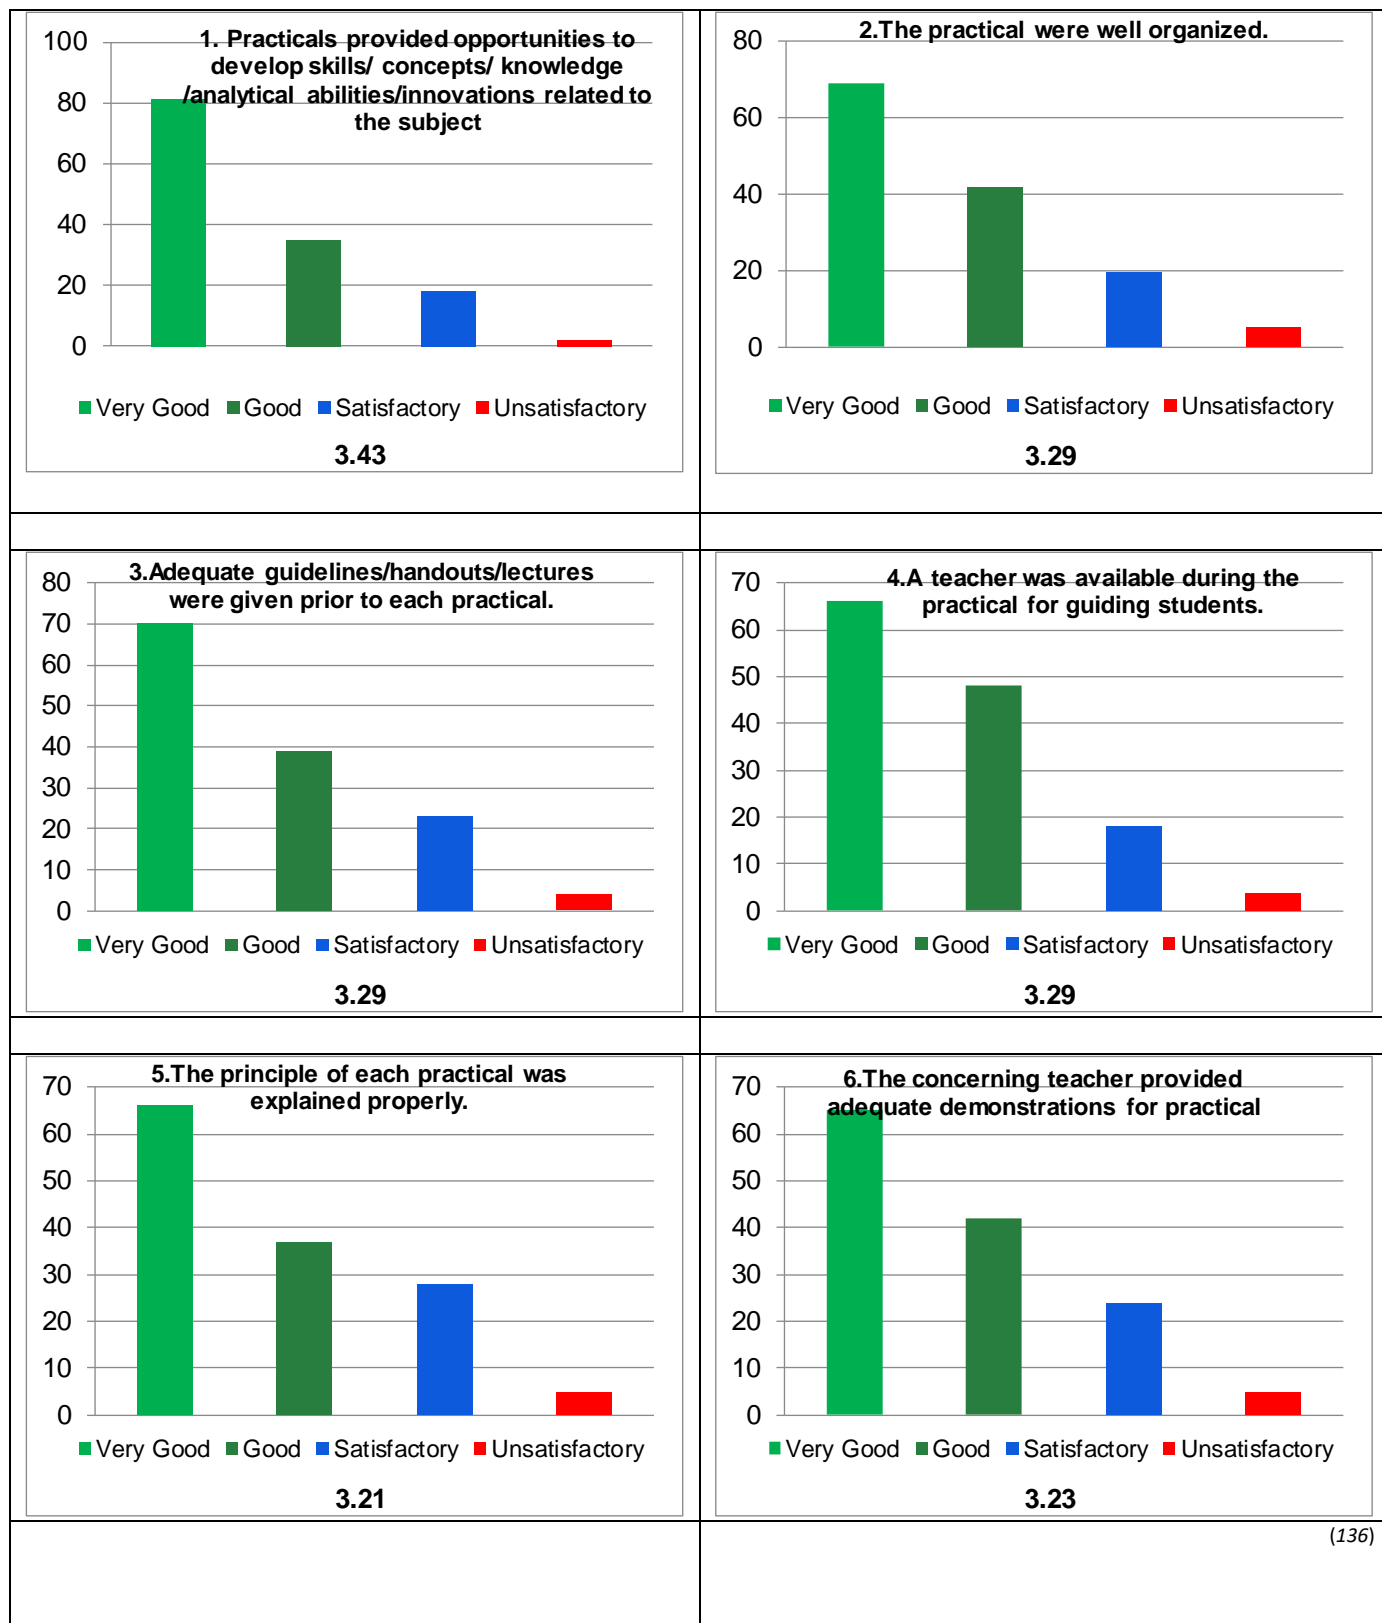 1. Practicals provided opportunities to
develop skills/ concepts/ knowledge
/analytical abilities/innovations related to
the subject
100
80
60
40
20
0
Very Good Good Satisfactory Unsatisfactory
3.43
2.The practical were well organized.
80
60
40
20
0
Very Good Good Satisfactory Unsatisfactory
3.29
3.Adequate guidelines/handouts/lectures
were given prior to each practical.
80
70
60
50
40
30
20
10
0
Very Good Good Satisfactory Unsatisfactory
3.29
4.A teacher was available during the
practical for guiding students.
70
60
50
40
30
20
10
0
Very Good Good Satisfactory Unsatisfactory
3.29
5.The principle of each practical was
explained properly.
70
60
50
40
30
20
10
0
Very Good Good Satisfactory Unsatisfactory
3.21
6.The concerning teacher provided
adequate demonstrations for practical
70
60
50
40
30
20
10
0
Very Good Good Satisfactory Unsatisfactory
3.23
(136)